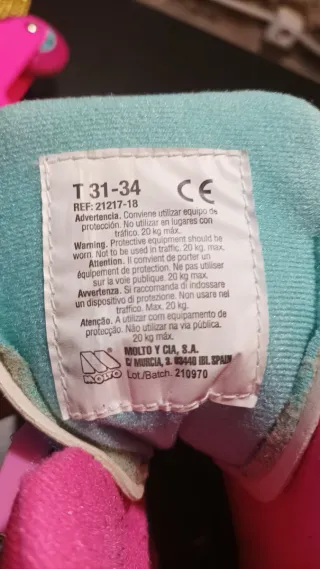 T 31-34 CE
REF: 21217-18
Advertencia. Conviene utilizar equipo de
protección. No utilizar en lugares con
tráfico. 20 kg máx.
Warning. Protective equipment should be
worn. Not to be used in traffic. 20 kg. max.
Attention. Il convient de porter un
équipement de protection. Ne pas utiliser
sur la voie publique. 20 kg max.
Avvertenza. Si raccomanda di indossare
un dispositivo di protezione. Non usare nel
traffico. Max. 20 kg.
Atenção. A utilizar com equipamento de
protecção. Não utilizar na via pública.
20 kg máx.
MOLTO
MOLTO Y CIA, S.A.
C/ MURCIA, 3. 03440 IBI. SPAIN
Lot./Batch. 210970